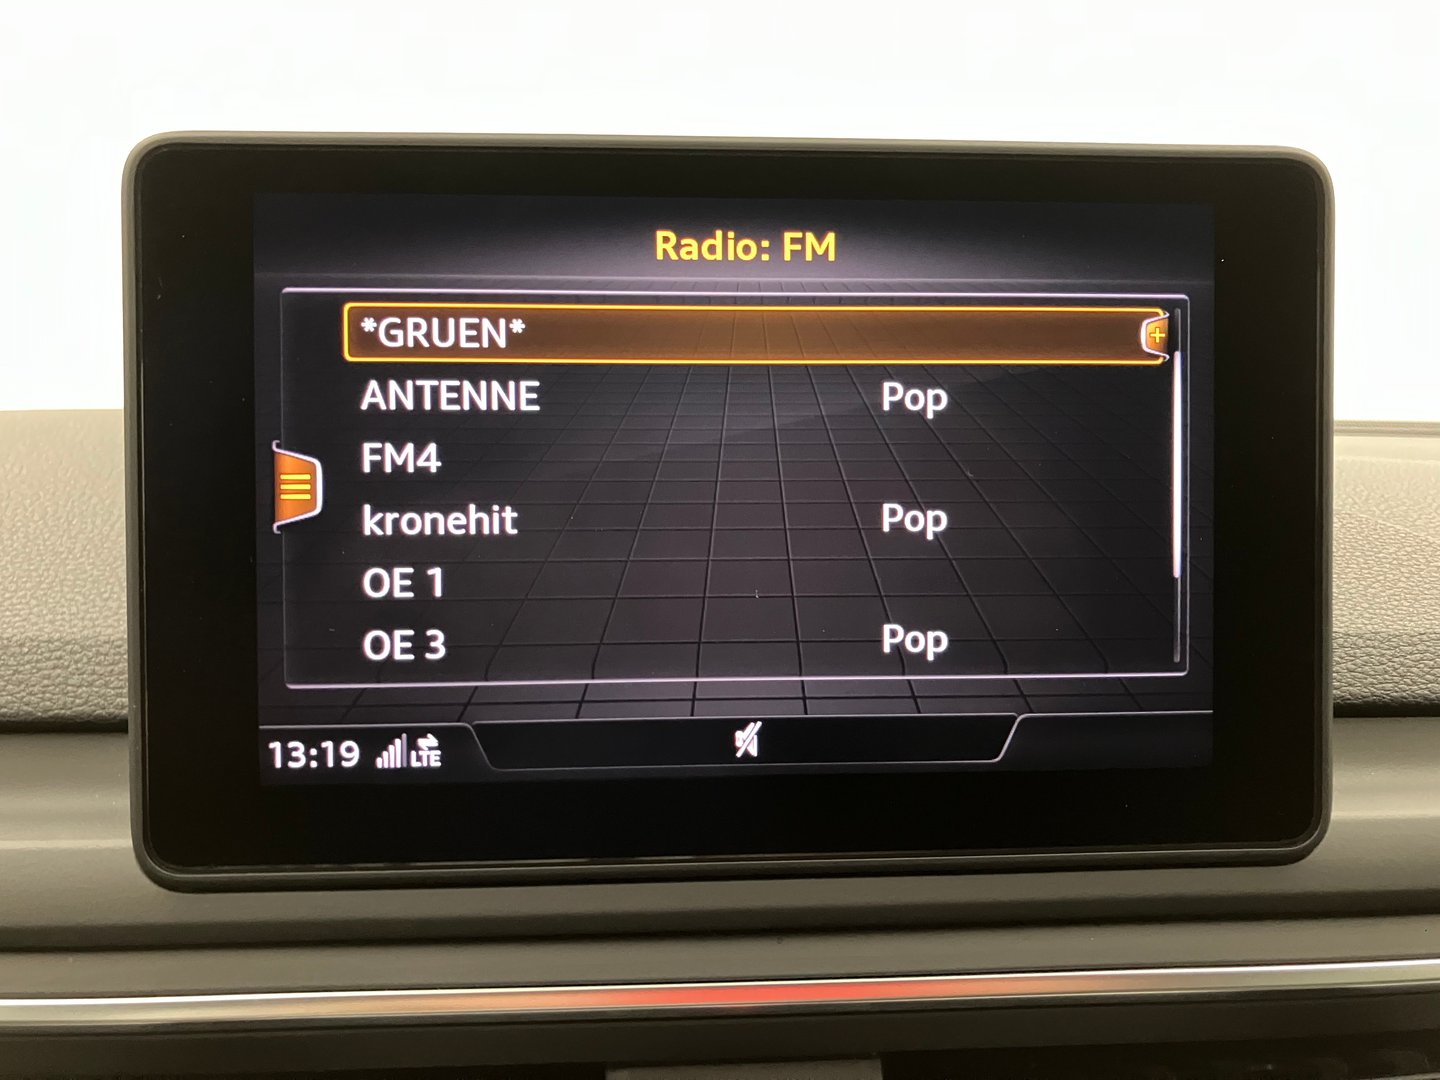 Radio: FM
*GRUEN*
ANTENNE Pop
FM4
kronehit Pop
OE 1
OE 3 Pop
13:19 LTE